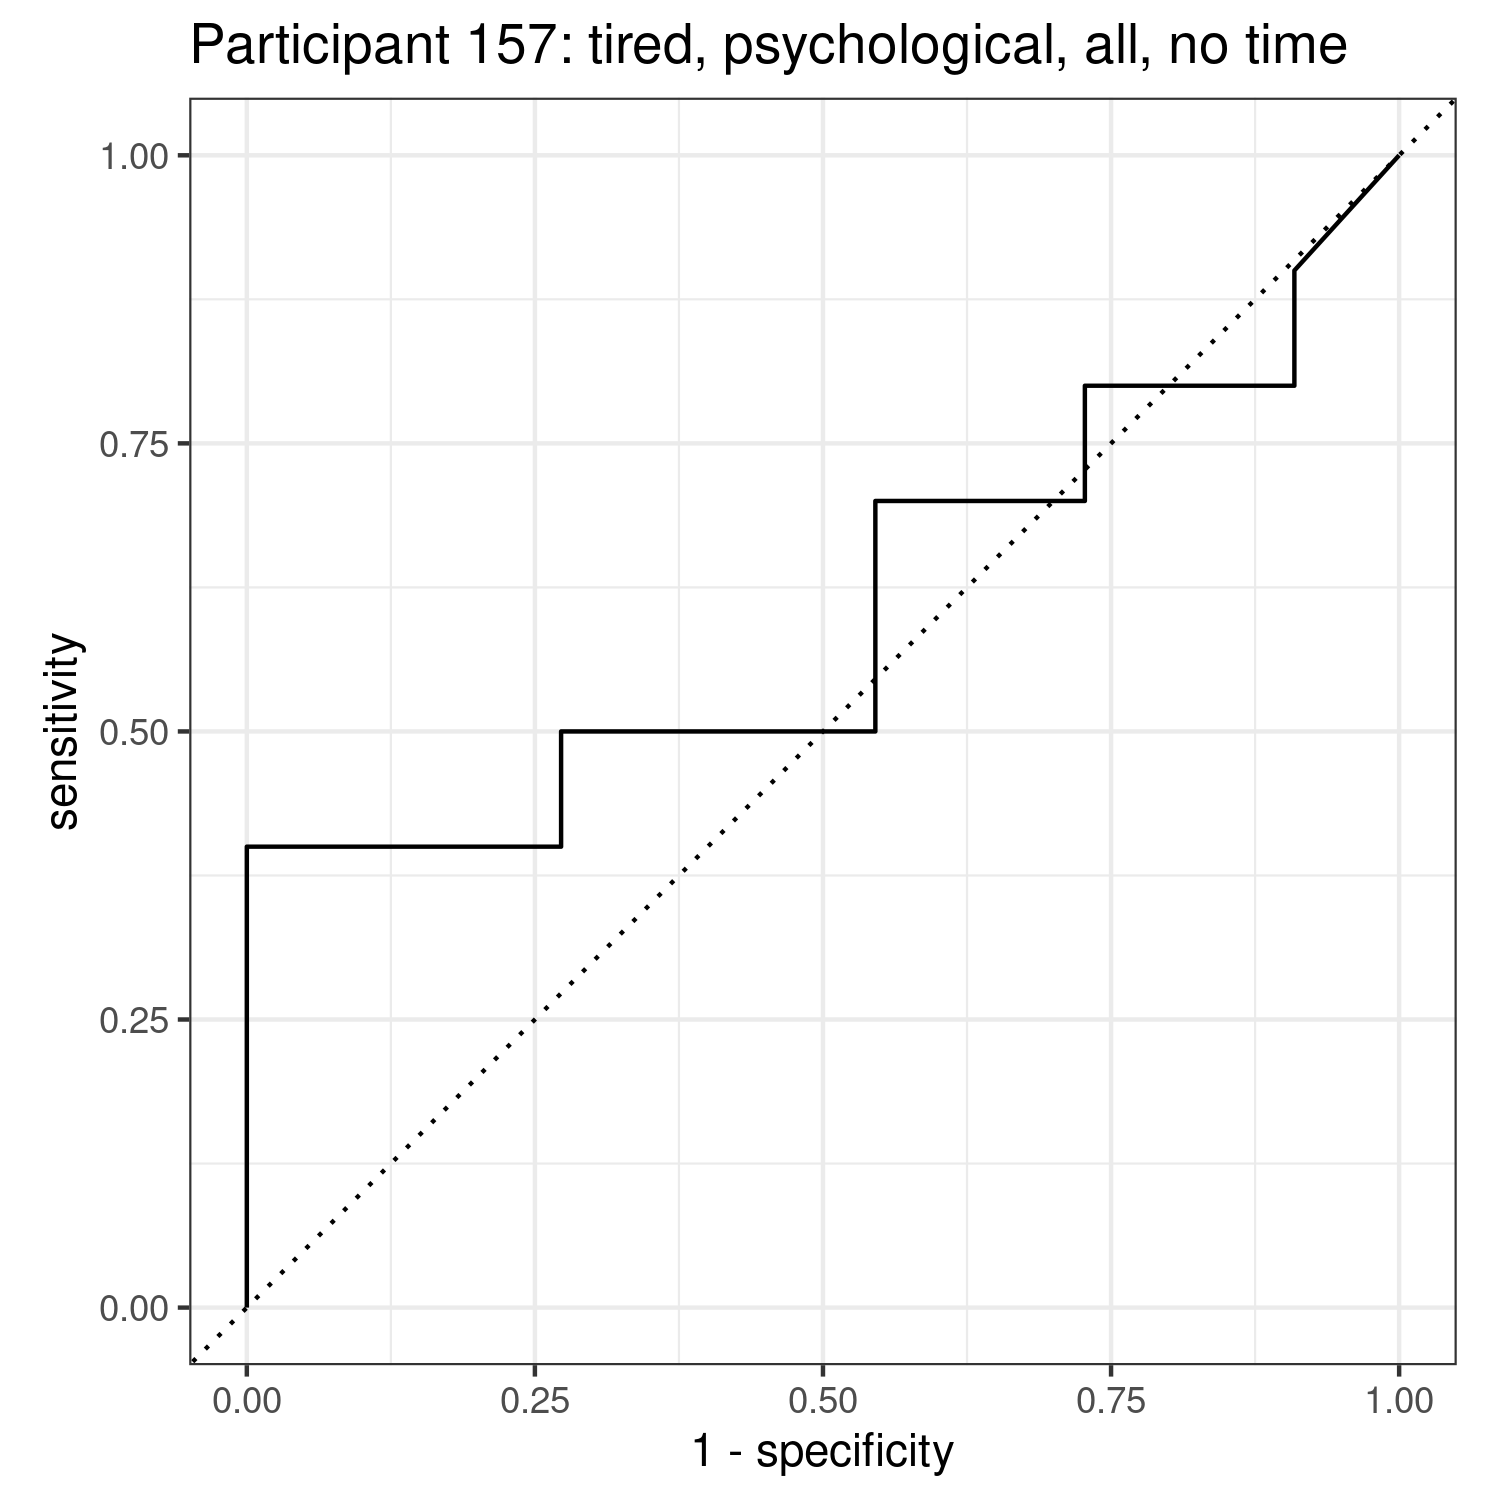 Participant 157: tired, psychological, all, no time
1.00
0.75
0.50
0.25
0.00
sensitivity
0.00 0.25 0.50 0.75 1.00
1 - specificity